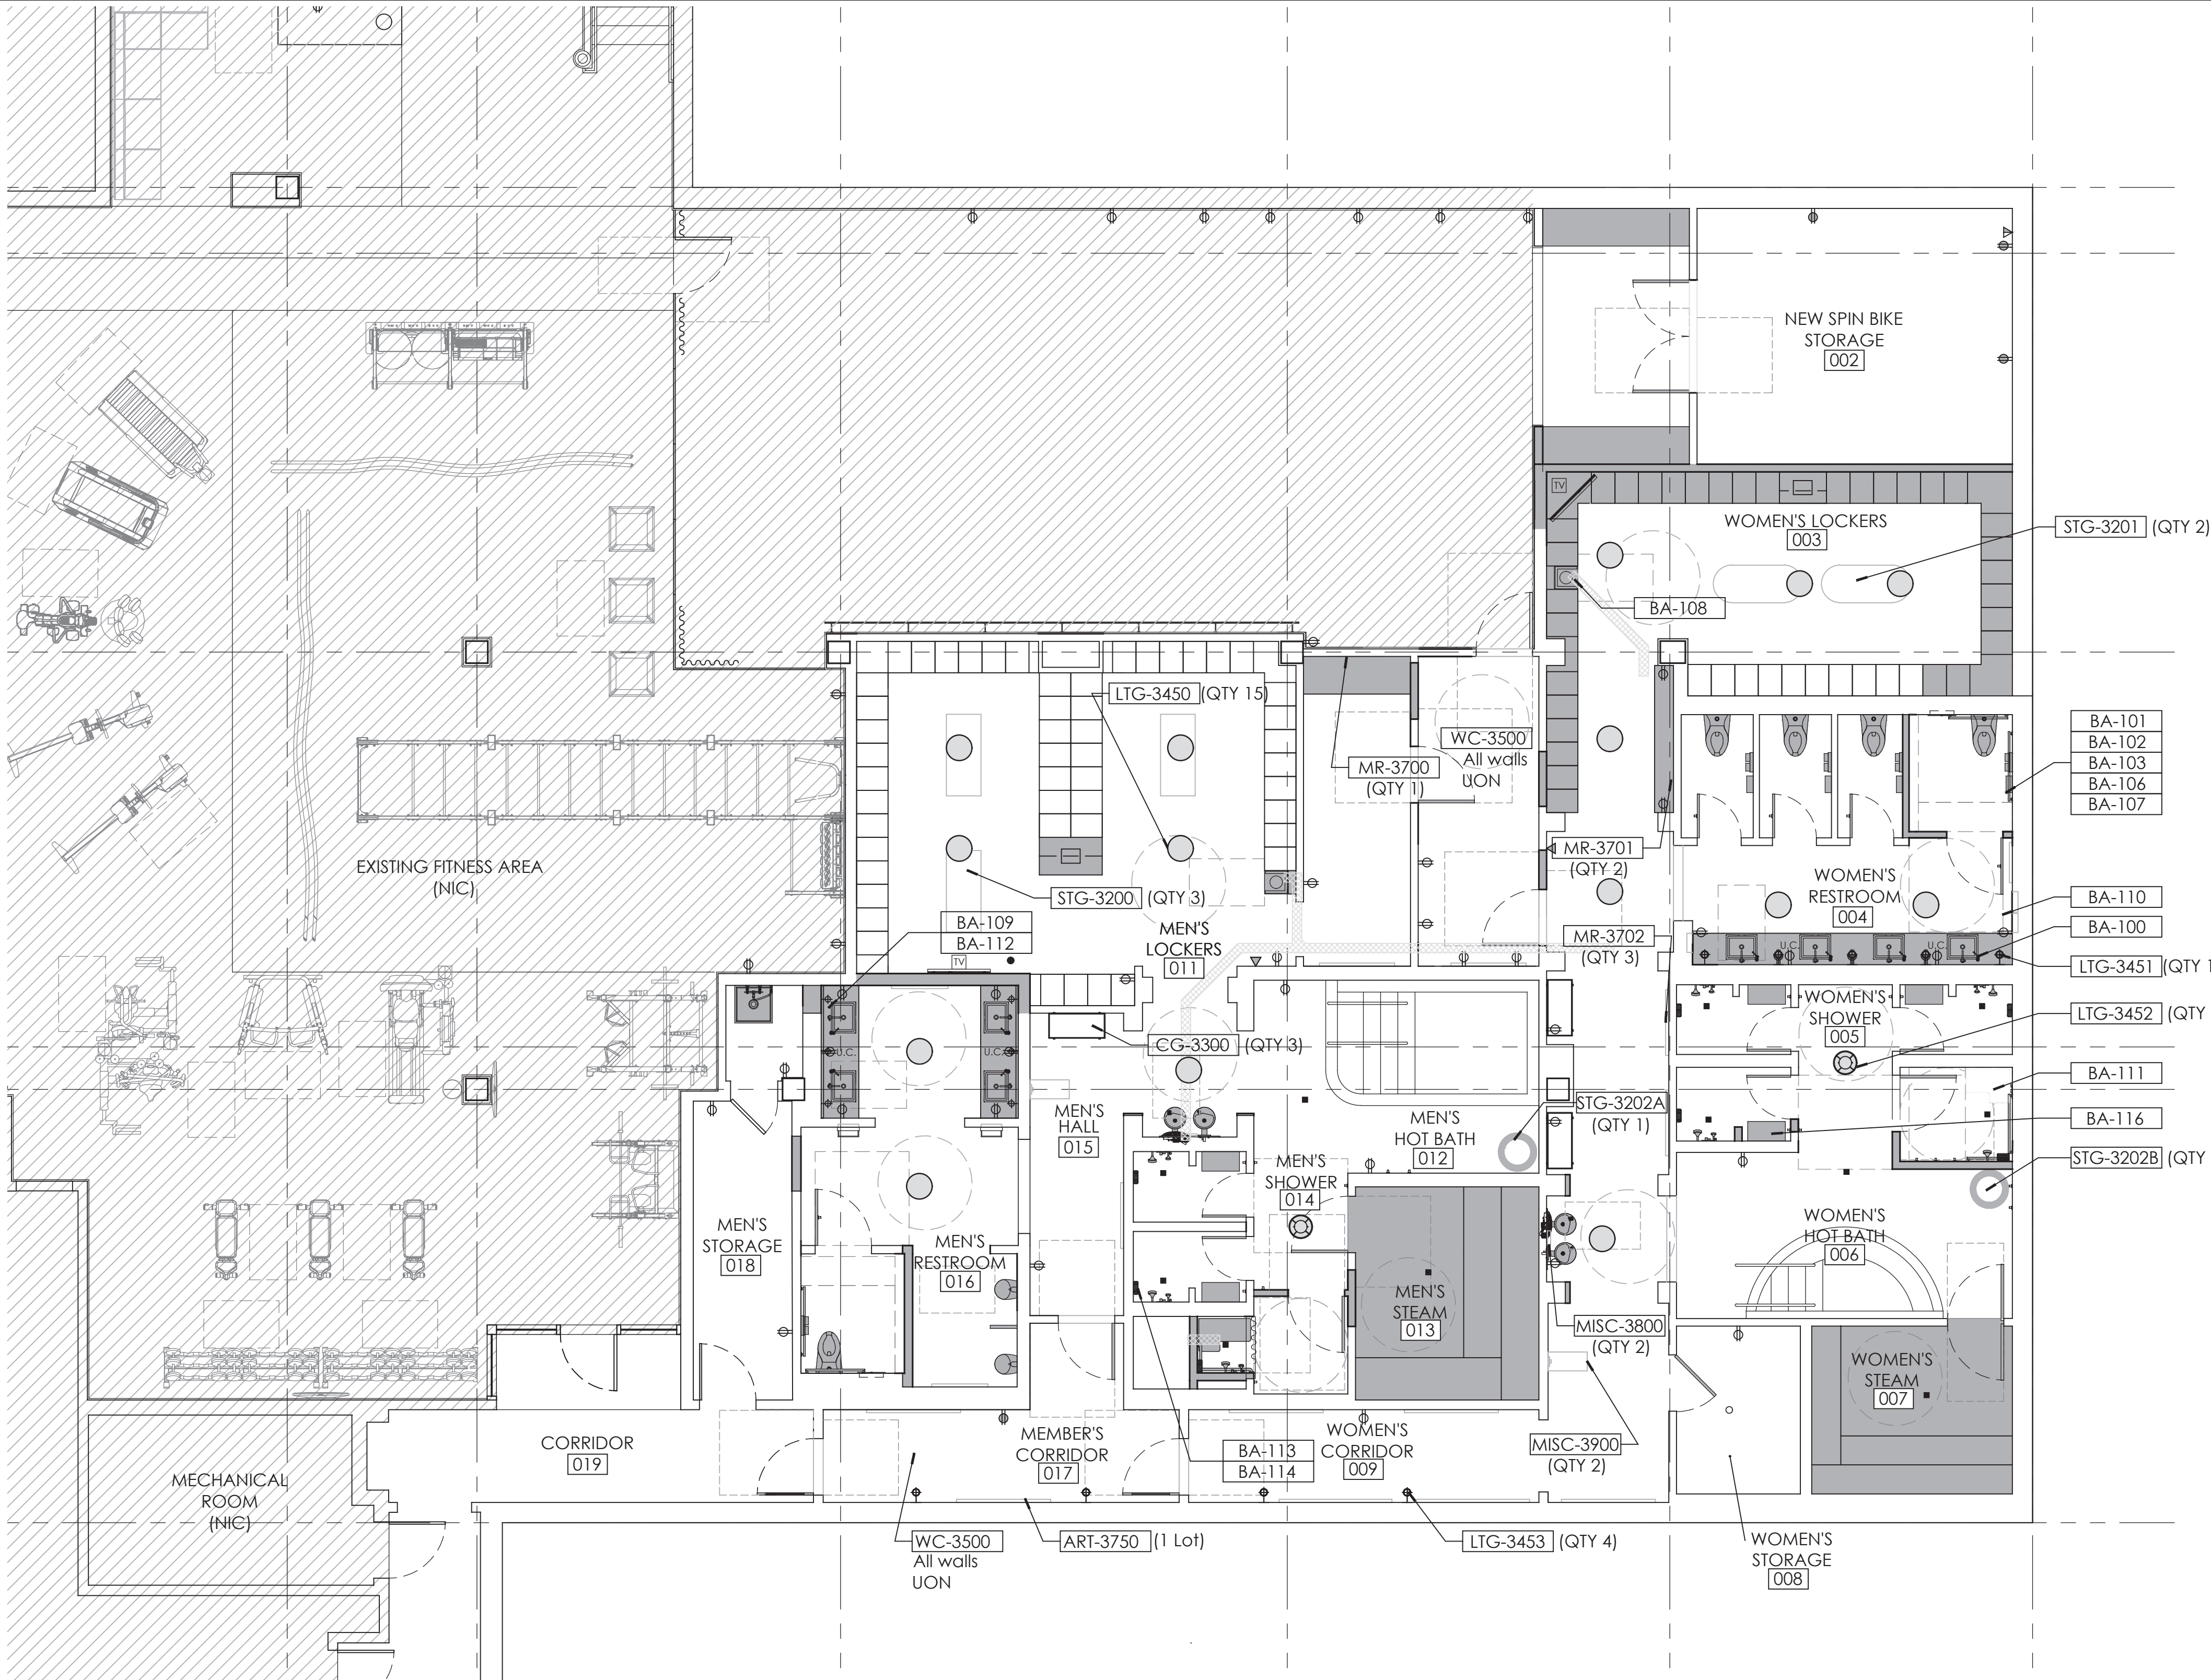 NEW SPIN BIKE
STORAGE
002
TV
WOMEN'S LOCKERS
003
STG-3201 (QTY 2)
BA-108
LTG-3450 (QTY 15)
WC-3500
All walls
UON
MR-3700
(QTY 1)
BA-101
BA-102
BA-103
BA-106
BA-107
MR-3701
(QTY 2)
EXISTING FITNESS AREA
(NIC)
WOMEN'S
RESTROOM
004
STG-3200 (QTY 3)
BA-110
BA-109
BA-112
MEN'S
LOCKERS
011
BA-100
MR-3702
(QTY 3)
U.C.
U.C.
TV
LTG-3451 (QTY 1
WOMEN'S
SHOWER
005
LTG-3452 (QTY
CG-3300 (QTY 3)
U.C.
U.C.
BA-111
STG-3202A
(QTY 1)
MEN'S
HALL
015
MEN'S
HOT BATH
012
BA-116
STG-3202B (QTY
MEN'S
SHOWER
014
MEN'S
STORAGE
018
MEN'S
RESTROOM
016
WOMEN'S
HOT BATH
006
MEN'S
STEAM
013
MISC-3800
(QTY 2)
WOMEN'S
STEAM
007
CORRIDOR
019
MEMBER'S
CORRIDOR
017
BA-113
BA-114
WOMEN'S
CORRIDOR
009
MISC-3900
(QTY 2)
MECHANICAL
ROOM
(NIC)
WC-3500
All walls
UON
ART-3750 (1 Lot)
LTG-3453 (QTY 4)
WOMEN'S
STORAGE
008